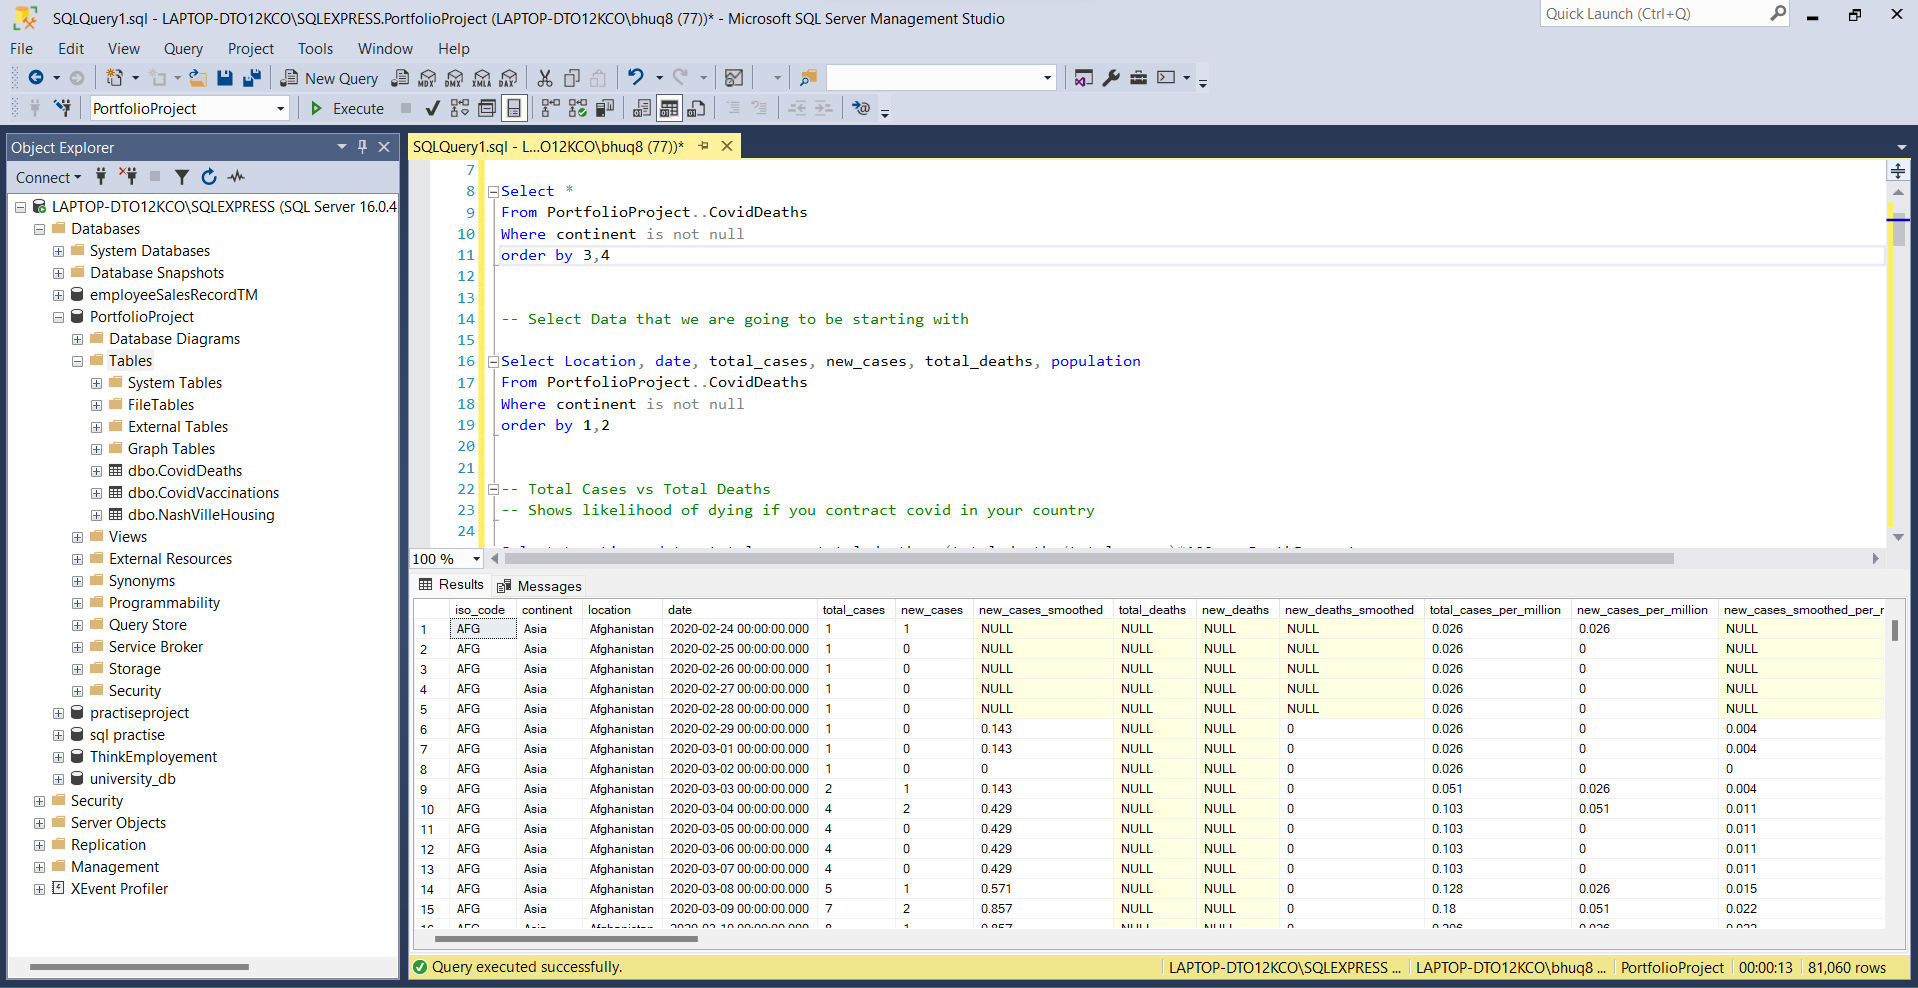 SQLQuery1.sql - LAPTOP-DTO12KCO\SQLEXPRESS.PortfolioProject (LAPTOP-DTO12KCO\bhuq8 (77))* - Microsoft SQL Server Management Studio
Quick Launch (Ctrl+Q)
File Edit View Query Project Tools Window Help
New Query MDX DMX XMLA DAX
PortfolioProject Execute
Object Explorer
Connect
LAPTOP-DTO12KCO\SQLEXPRESS (SQL Server 16.0.4
Databases
System Databases
Database Snapshots
employeeSalesRecordTM
PortfolioProject
Database Diagrams
Tables
System Tables
FileTables
External Tables
Graph Tables
dbo.CovidDeaths
dbo.CovidVaccinations
dbo.NashVilleHousing
Views
External Resources
Synonyms
Programmability
Query Store
Service Broker
Storage
Security
practiseproject
sql practise
ThinkEmployement
university_db
Security
Server Objects
Replication
Management
XEvent Profiler
SQLQuery1.sql - L...O12KCO\bhuq8 (77))*
7
8 Select *
9 From PortfolioProject..CovidDeaths
10 Where continent is not null
11 order by 3,4
12
13
14 -- Select Data that we are going to be starting with
15
16 Select Location, date, total_cases, new_cases, total_deaths, population
17 From PortfolioProject..CovidDeaths
18 Where continent is not null
19 order by 1,2
20
21
22 -- Total Cases vs Total Deaths
23 -- Shows likelihood of dying if you contract covid in your country
24
100 %
Results Messages
iso_code continent location date total_cases new_cases new_cases_smoothed total_deaths new_deaths new_deaths_smoothed total_cases_per_million new_cases_per_million new_cases_smoothed_per_r
1 AFG Asia Afghanistan 2020-02-24 00:00:00.000 1 1 NULL NULL NULL NULL 0.026 0.026 NULL
2 AFG Asia Afghanistan 2020-02-25 00:00:00.000 1 0 NULL NULL NULL NULL 0.026 0 NULL
3 AFG Asia Afghanistan 2020-02-26 00:00:00.000 1 0 NULL NULL NULL NULL 0.026 0 NULL
4 AFG Asia Afghanistan 2020-02-27 00:00:00.000 1 0 NULL NULL NULL NULL 0.026 0 NULL
5 AFG Asia Afghanistan 2020-02-28 00:00:00.000 1 0 NULL NULL NULL NULL 0.026 0 NULL
6 AFG Asia Afghanistan 2020-02-29 00:00:00.000 1 0 0.143 NULL NULL 0 0.026 0 0.004
7 AFG Asia Afghanistan 2020-03-01 00:00:00.000 1 0 0.143 NULL NULL 0 0.026 0 0.004
8 AFG Asia Afghanistan 2020-03-02 00:00:00.000 1 0 0 NULL NULL 0 0.026 0 0
9 AFG Asia Afghanistan 2020-03-03 00:00:00.000 2 1 0.143 NULL NULL 0 0.051 0.026 0.004
10 AFG Asia Afghanistan 2020-03-04 00:00:00.000 4 2 0.429 NULL NULL 0 0.103 0.051 0.011
11 AFG Asia Afghanistan 2020-03-05 00:00:00.000 4 0 0.429 NULL NULL 0 0.103 0 0.011
12 AFG Asia Afghanistan 2020-03-06 00:00:00.000 4 0 0.429 NULL NULL 0 0.103 0 0.011
13 AFG Asia Afghanistan 2020-03-07 00:00:00.000 4 0 0.429 NULL NULL 0 0.103 0 0.011
14 AFG Asia Afghanistan 2020-03-08 00:00:00.000 5 1 0.571 NULL NULL 0 0.128 0.026 0.015
15 AFG Asia Afghanistan 2020-03-09 00:00:00.000 7 2 0.857 NULL NULL 0 0.18 0.051 0.022
Query executed successfully. LAPTOP-DTO12KCO\SQLEXPRESS ... LAPTOP-DTO12KCO\bhuq8 ... PortfolioProject 00:00:13 81,060 rows